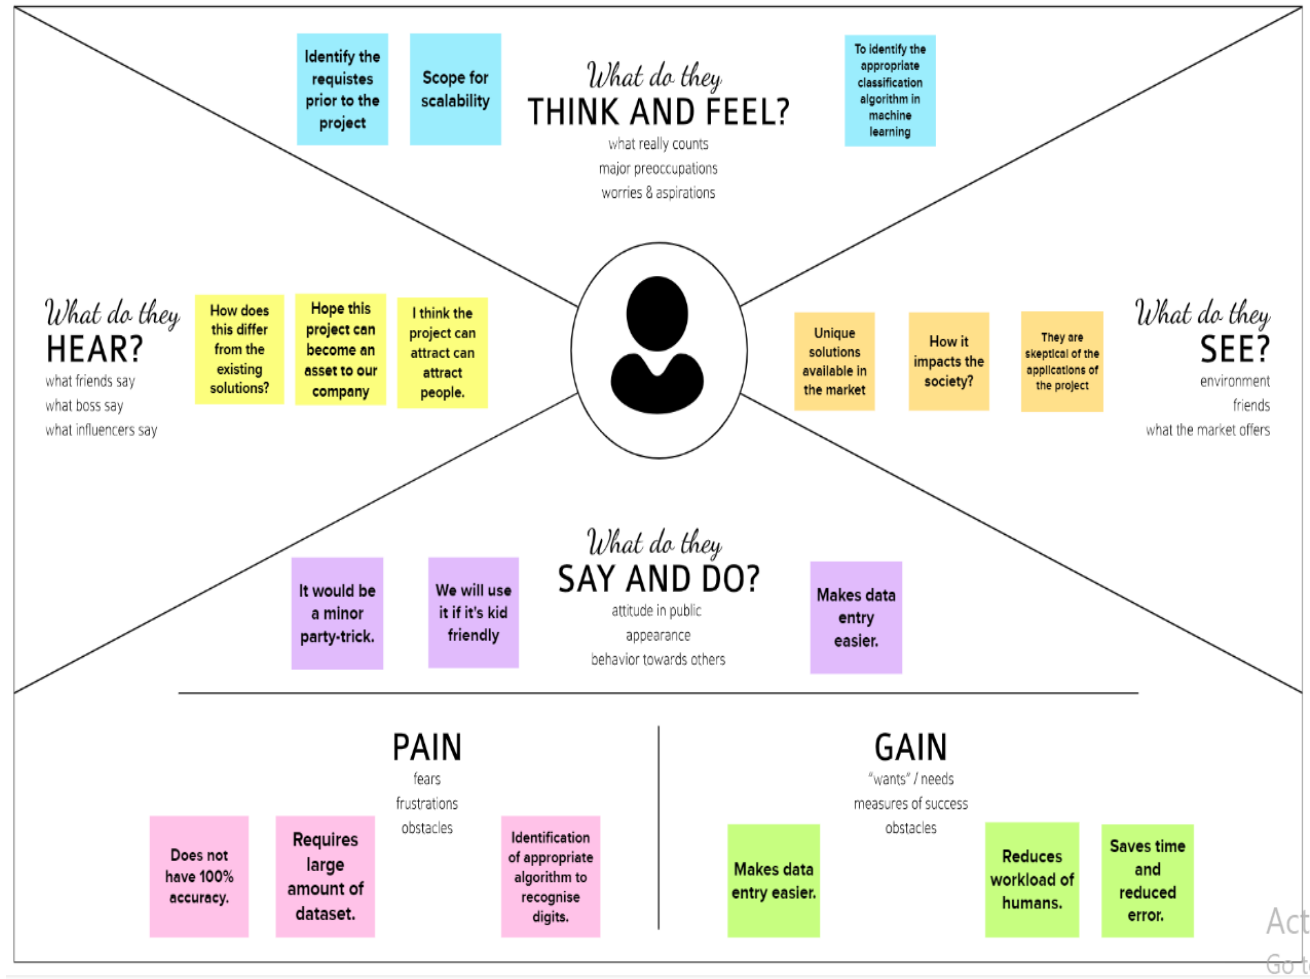 Identify the
requistes
prior to the
project
Scope for
scalability
What do they
THINK AND FEEL?
what really counts
major preoccupations
worries & aspirations
To identify the
appropriate
classification
algorithm in
machine
learning
What do they
HEAR?
what friends say
what boss say
what influencers say
How does
this differ
from the
existing
solutions?
Hope this
project can
become an
asset to our
company
I think the
project can
attract can
attract
people.
Unique
solutions
available in
the market
How it
impacts the
society?
They are
skeptical of the
applications of
the project
What do they
SEE?
environment
friends
what the market offers
It would be
a minor
party-trick.
We will use
it if it's kid
friendly
What do they
SAY AND DO?
attitude in public
appearance
behavior towards others
Makes data
entry
easier.
PAIN
fears
frustrations
obstacles
Does not
have 100%
accuracy.
Requires
large
amount of
dataset.
Identification
of appropriate
algorithm to
recognise
digits.
GAIN
"wants" / needs
measures of success
obstacles
Makes data
entry easier.
Reduces
workload of
humans.
Saves time
and
reduced
error.
Act
Go to